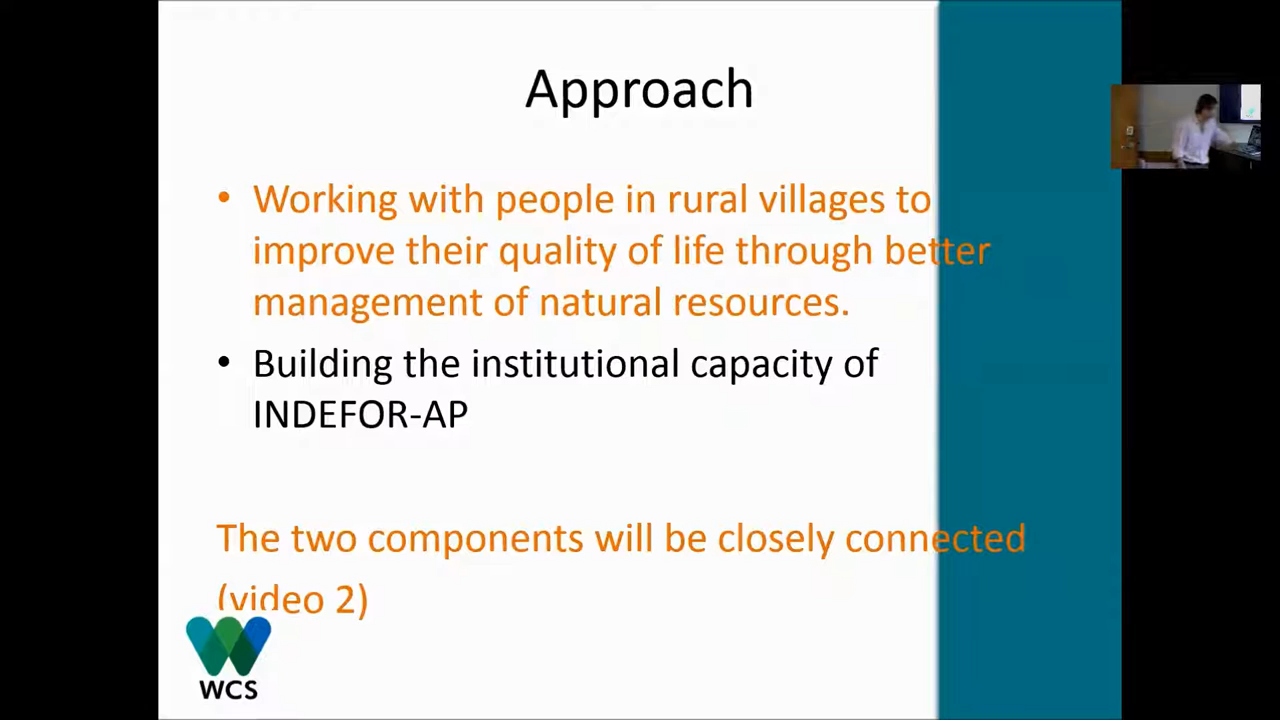 Approach
• Working with people in rural villages to
improve their quality of life through better
management of natural resources.
• Building the institutional capacity of
INDEFOR-AP
The two components will be closely connected
(video 2)
WCS